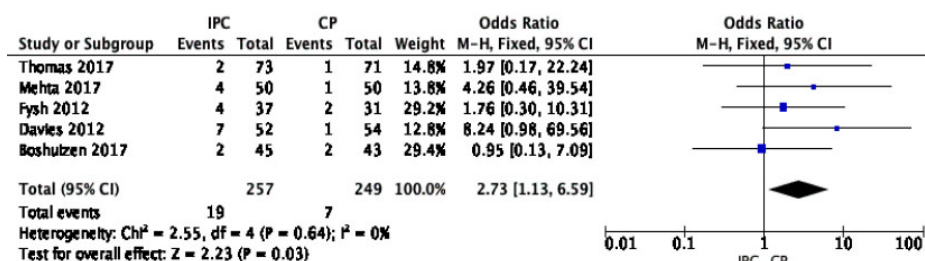 IPC CP Odds Ratio Odds Ratio
Study or Subgroup Events Total Events Total Weight M-H, Fixed, 95% CI M-H, Fixed, 95% CI
Thomas 2017 2 73 1 71 14.8% 1.97 [0.17, 22.24]
Mehta 2017 4 50 1 50 13.8% 4.26 [0.46, 39.54]
Fysh 2012 4 37 2 31 29.2% 1.76 [0.30, 10.31]
Davies 2012 7 52 1 54 12.8% 8.24 [0.98, 69.56]
Boshuizen 2017 2 45 2 43 29.4% 0.95 [0.13, 7.09]
Total (95% CI) 257 249 100.0% 2.73 [1.13, 6.59]
Total events 19 7
Heterogeneity: Chi² = 2.55, df = 4 (P = 0.64); I² = 0%
Test for overall effect: Z = 2.23 (P = 0.03)
0.01 0.1 1 10 100
IPC CP